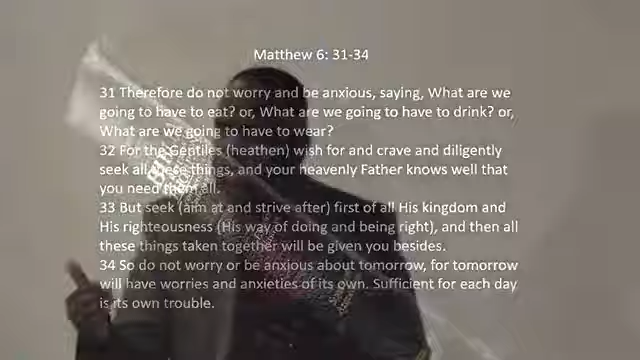 Matthew 6: 31-34
31 Therefore do not worry and be anxious, saying, What are we
going to have to eat? or, What are we going to have to drink? or,
What are we going to have to wear?
32 For the Gentiles (heathen) wish for and crave and diligently
seek all these things, and your heavenly Father knows well that
you need them all.
33 But seek (aim at and strive after) first of all His kingdom and
His righteousness (His way of doing and being right), and then all
these things taken together will be given you besides.
34 So do not worry or be anxious about tomorrow, for tomorrow
will have worries and anxieties of its own. Sufficient for each day
is its own trouble.